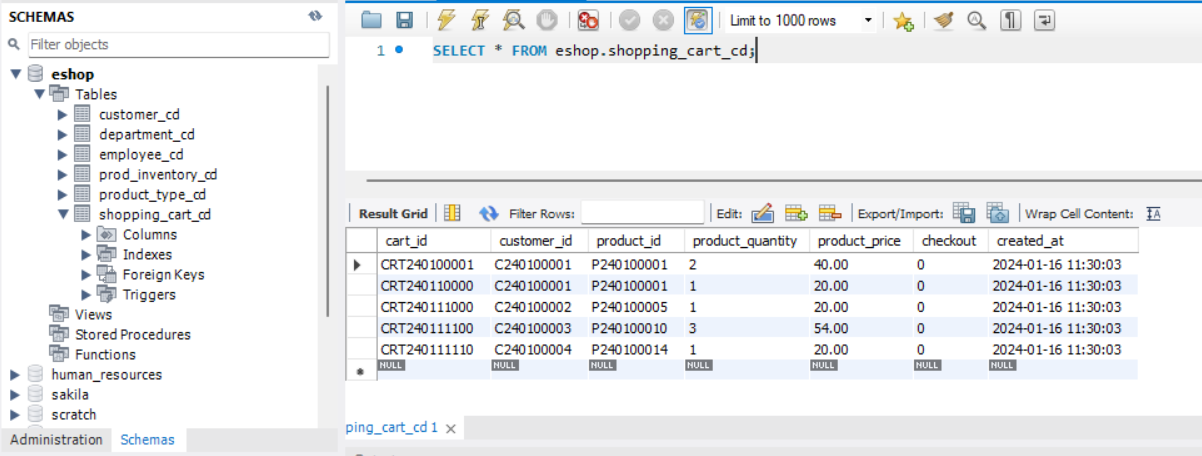 SCHEMAS
Filter objects
eshop
Tables
customer_cd
department_cd
employee_cd
prod_inventory_cd
product_type_cd
shopping_cart_cd
Columns
Indexes
Foreign Keys
Triggers
Views
Stored Procedures
Functions
human_resources
sakila
scratch
Administration Schemas
Limit to 1000 rows
1 SELECT * FROM eshop.shopping_cart_cd;
Result Grid Filter Rows: Edit: Export/Import: Wrap Cell Content:
cart_id customer_id product_id product_quantity product_price checkout created_at
CRT240100001 C240100001 P240100001 2 40.00 0 2024-01-16 11:30:03
CRT240110000 C240100001 P240100001 1 20.00 0 2024-01-16 11:30:03
CRT240111000 C240100002 P240100005 1 20.00 0 2024-01-16 11:30:03
CRT240111100 C240100003 P240100010 3 54.00 0 2024-01-16 11:30:03
CRT240111110 C240100004 P240100014 1 20.00 0 2024-01-16 11:30:03
NULL NULL NULL NULL NULL NULL NULL
ping_cart_cd 1